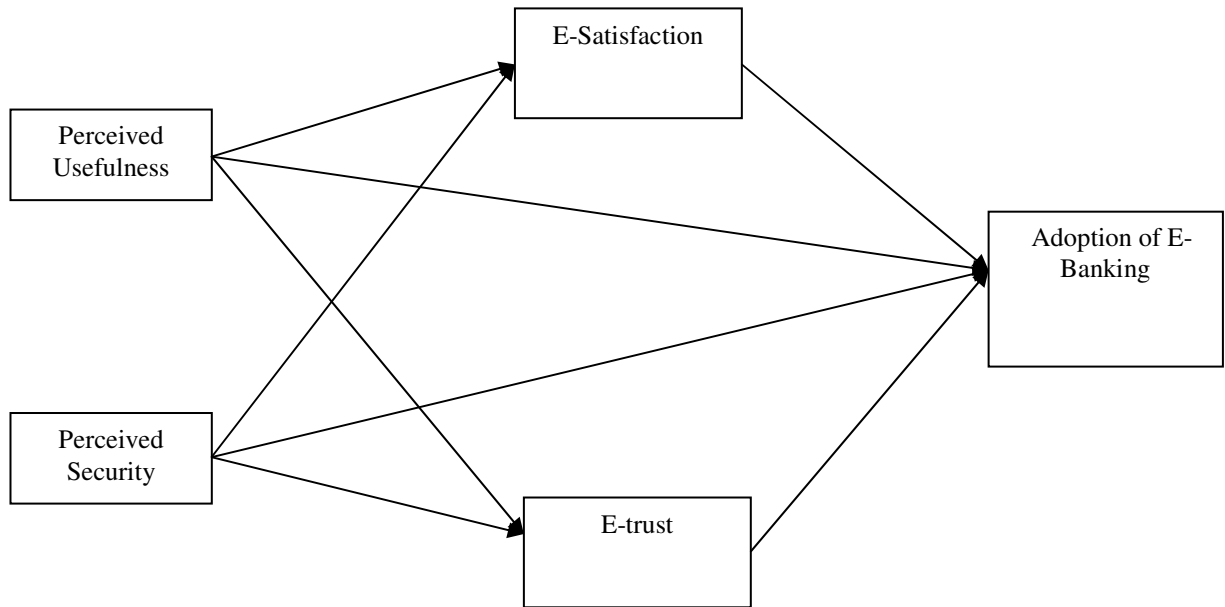 E-Satisfaction
Perceived
Usefulness
Adoption of E-
Banking
Perceived
Security
E-trust